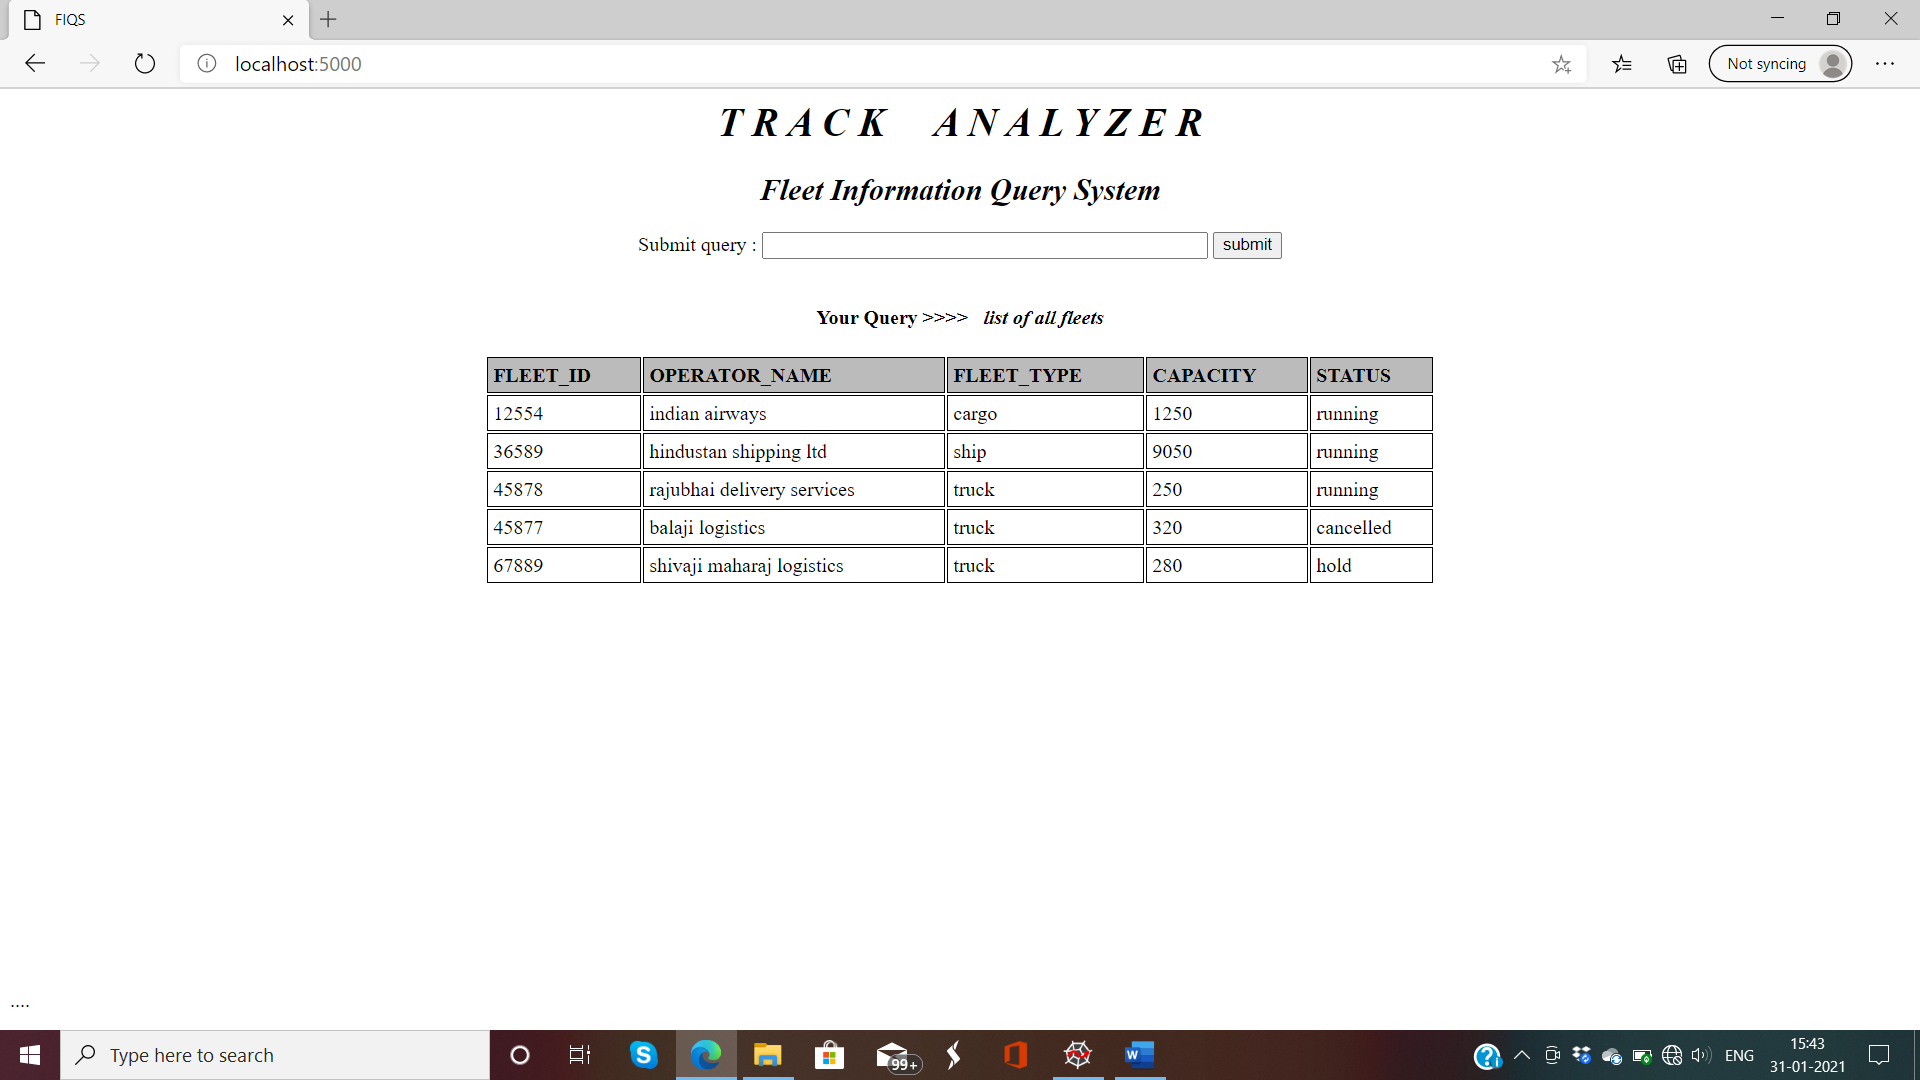 FIQS
localhost:5000
Not syncing
T R A C K A N A L Y Z E R
Fleet Information Query System
Submit query : submit
Your Query >>>> list of all fleets
FLEET_ID OPERATOR_NAME FLEET_TYPE CAPACITY STATUS
12554 indian airways cargo 1250 running
36589 hindustan shipping ltd ship 9050 running
45878 rajubhai delivery services truck 250 running
45877 balaji logistics truck 320 cancelled
67889 shivaji maharaj logistics truck 280 hold
....
Type here to search
99+
ENG
15:43
31-01-2021